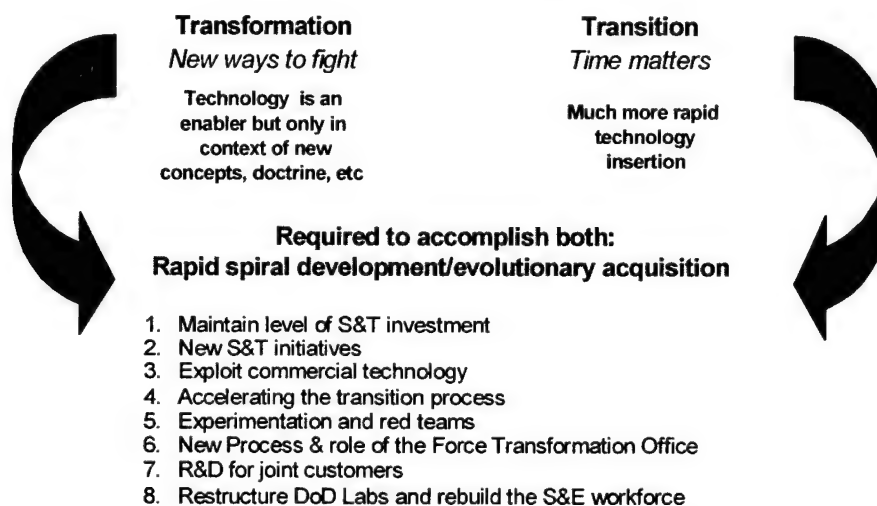 Transformation
New ways to fight
Technology is an
enabler but only in
context of new
concepts, doctrine, etc
Transition
Time matters
Much more rapid
technology
insertion
Required to accomplish both:
Rapid spiral development/evolutionary acquisition
1. Maintain level of S&T investment
2. New S&T initiatives
3. Exploit commercial technology
4. Accelerating the transition process
5. Experimentation and red teams
6. New Process & role of the Force Transformation Office
7. R&D for joint customers
8. Restructure DoD Labs and rebuild the S&E workforce